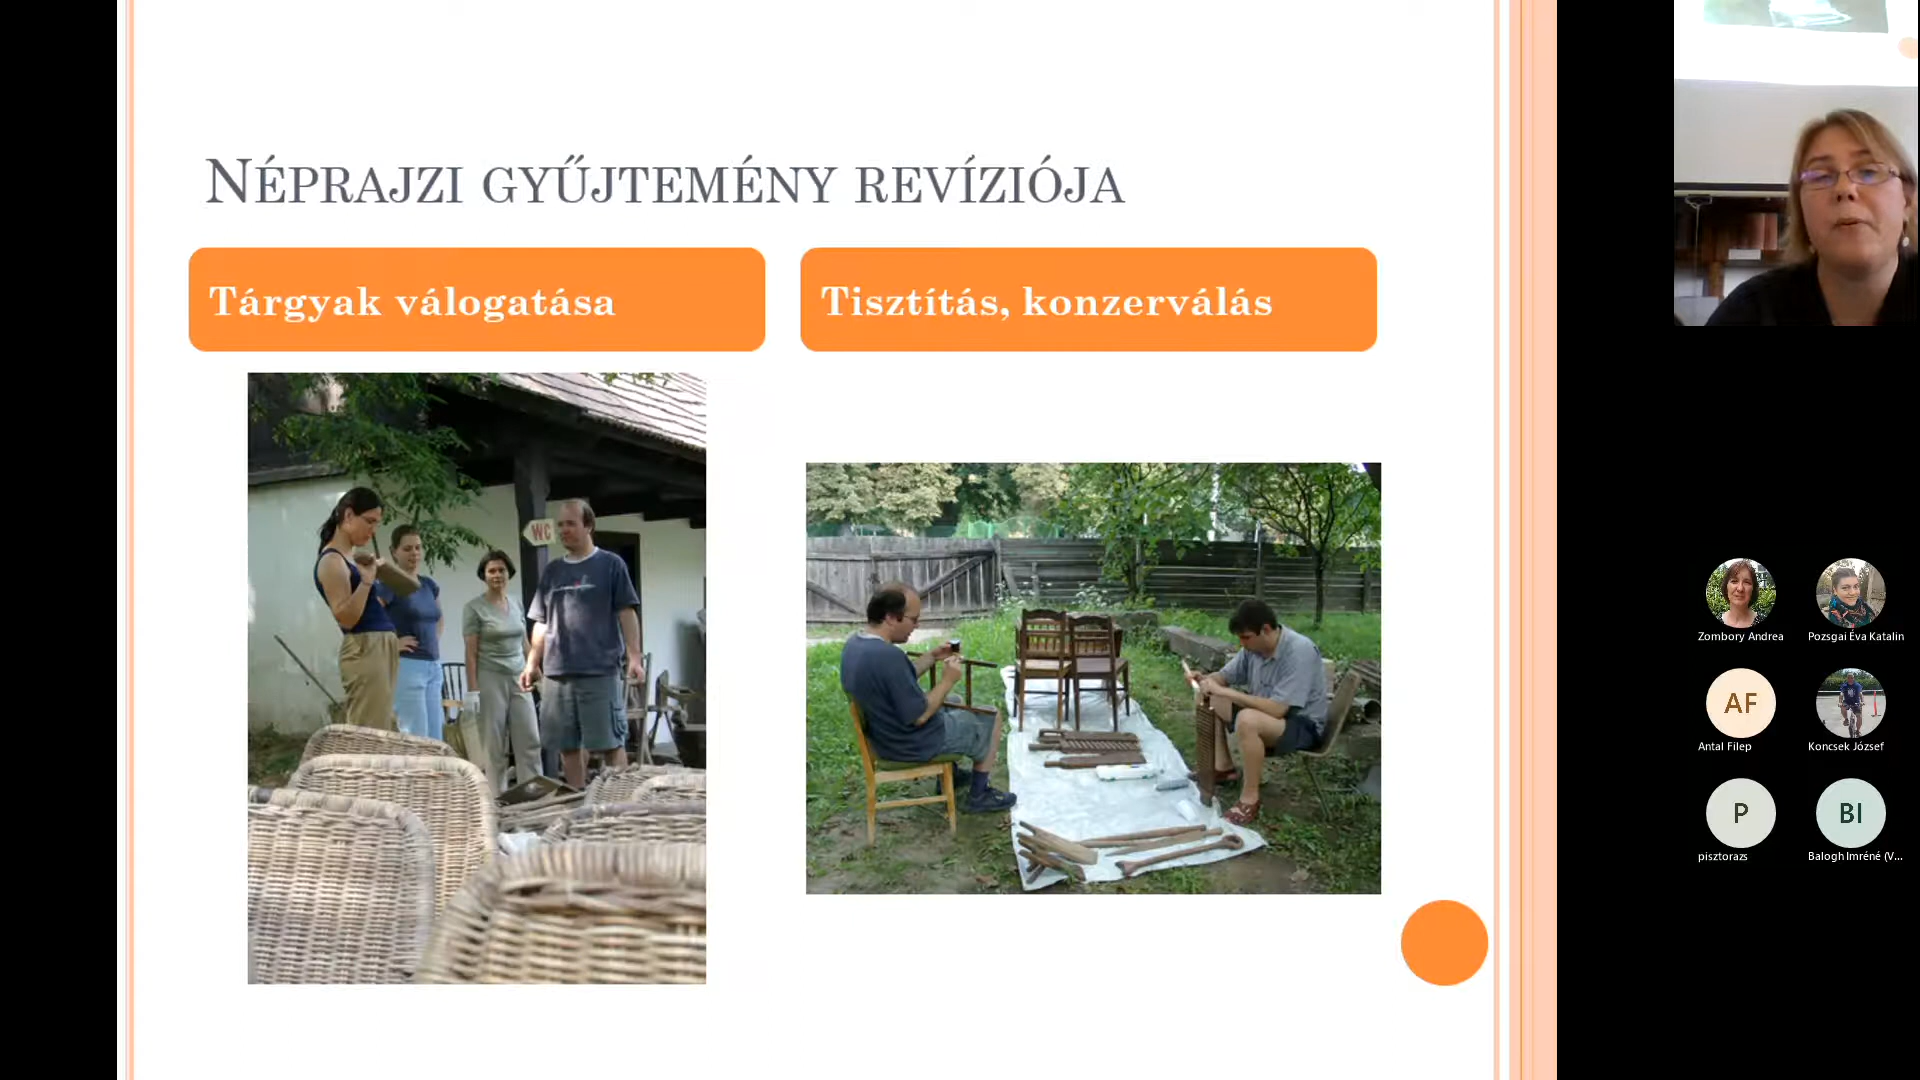 NÉPRAJZI GYŰJTEMÉNY REVÍZIÓJA
Tárgyak válogatása
Tisztítás, konzerválás
WC
Zombory Andrea
Pozsgai Éva Katalin
AF
Antal Filep
Koncsek József
P
BI
pisztorazs
Balogh Imréné (V...